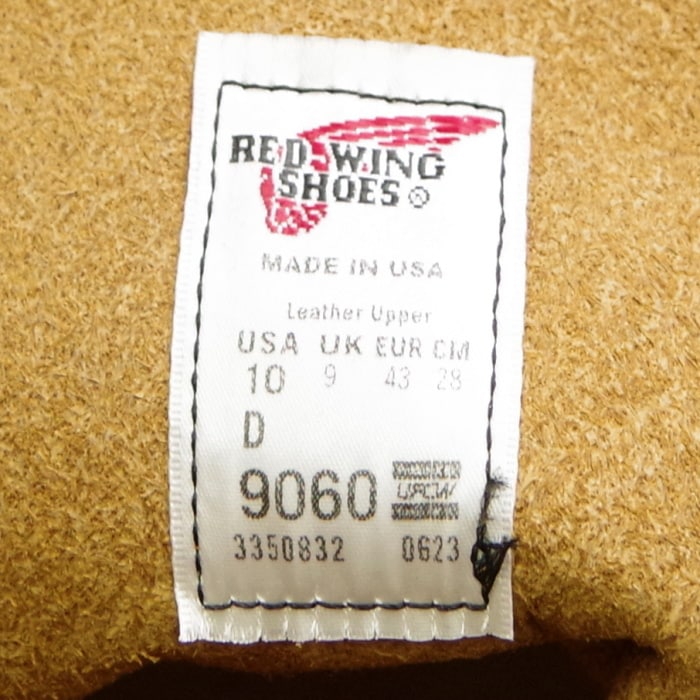 RED WING
SHOES ®
MADE IN USA
Leather Upper
USA UK EUR CM
10 9 43 28
D
9060 UFCW
3350832 0623